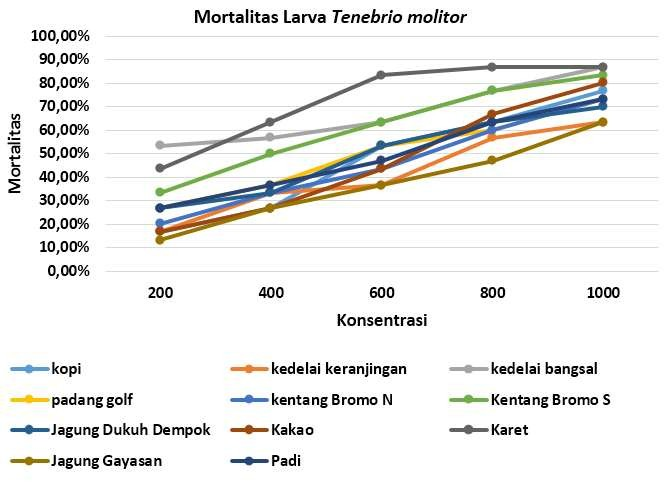 Mortalitas Larva Tenebrio molitor
100,00%
90,00%
80,00%
70,00%
60,00%
50,00%
40,00%
30,00%
20,00%
10,00%
0,00%
Mortalitas
200 400 600 800 1000
Konsentrasi
kopi kedelai keranjingan kedelai bangsal
padang golf kentang Bromo N Kentang Bromo S
Jagung Dukuh Dempok Kakao Karet
Jagung Gayasan Padi